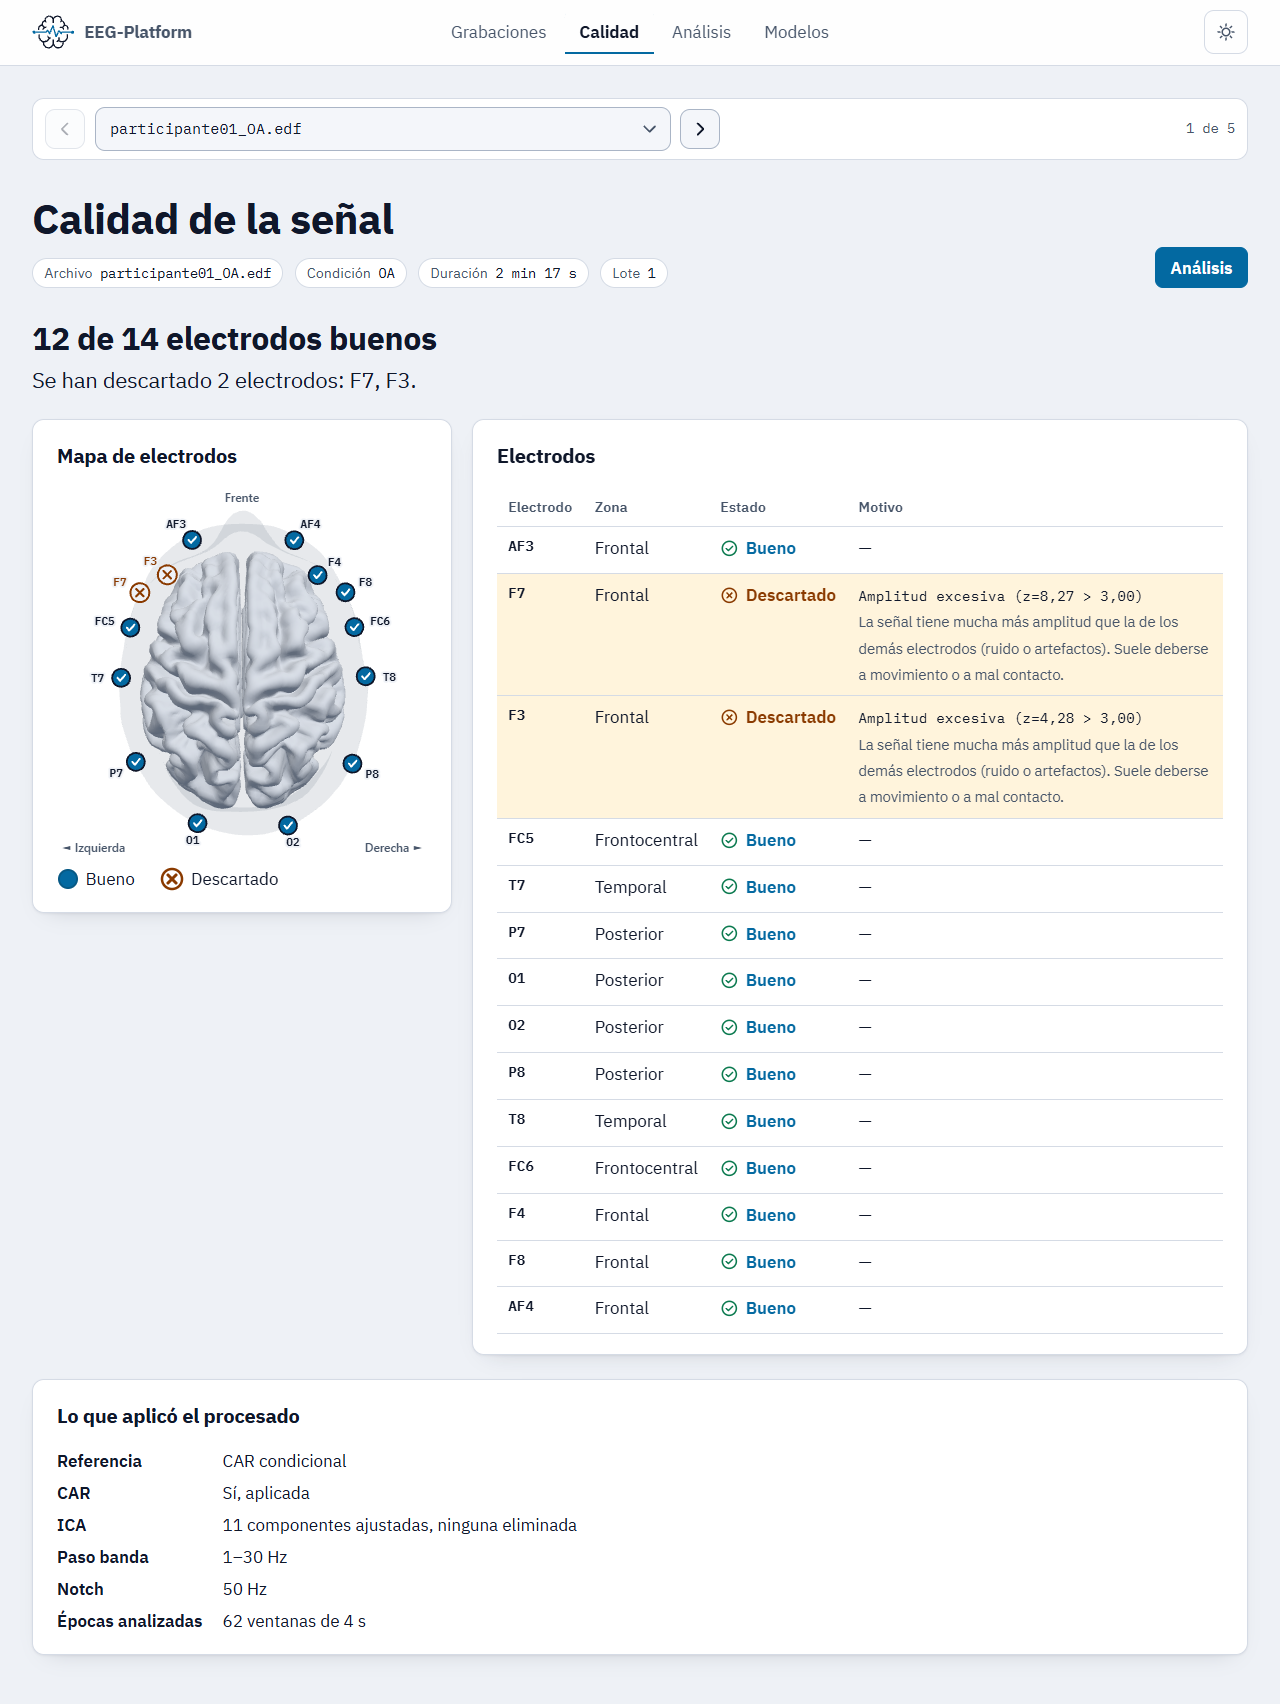 EEG-Platform
Grabaciones
Calidad
Análisis
Modelos
participante01_OA.edf
1 de 5
Calidad de la señal
Archivo participante01_OA.edf
Condición OA
Duración 2 min 17 s
Lote 1
Análisis
12 de 14 electrodos buenos
Se han descartado 2 electrodos: F7, F3.
Mapa de electrodos
Frente
AF3
AF4
F3
F4
F7
F8
FC5
FC6
T7
T8
P7
P8
O1
O2
◄ Izquierda
Derecha ►
Bueno
Descartado
Electrodos
Electrodo Zona Estado Motivo
AF3 Frontal Bueno —
F7 Frontal Descartado Amplitud excesiva (z=8,27 > 3,00)
La señal tiene mucha más amplitud que la de los
demás electrodos (ruido o artefactos). Suele deberse
a movimiento o a mal contacto.
F3 Frontal Descartado Amplitud excesiva (z=4,28 > 3,00)
La señal tiene mucha más amplitud que la de los
demás electrodos (ruido o artefactos). Suele deberse
a movimiento o a mal contacto.
FC5 Frontocentral Bueno —
T7 Temporal Bueno —
P7 Posterior Bueno —
O1 Posterior Bueno —
O2 Posterior Bueno —
P8 Posterior Bueno —
T8 Temporal Bueno —
FC6 Frontocentral Bueno —
F4 Frontal Bueno —
F8 Frontal Bueno —
AF4 Frontal Bueno —
Lo que aplicó el procesado
Referencia CAR condicional
CAR Sí, aplicada
ICA 11 componentes ajustadas, ninguna eliminada
Paso banda 1–30 Hz
Notch 50 Hz
Épocas analizadas 62 ventanas de 4 s